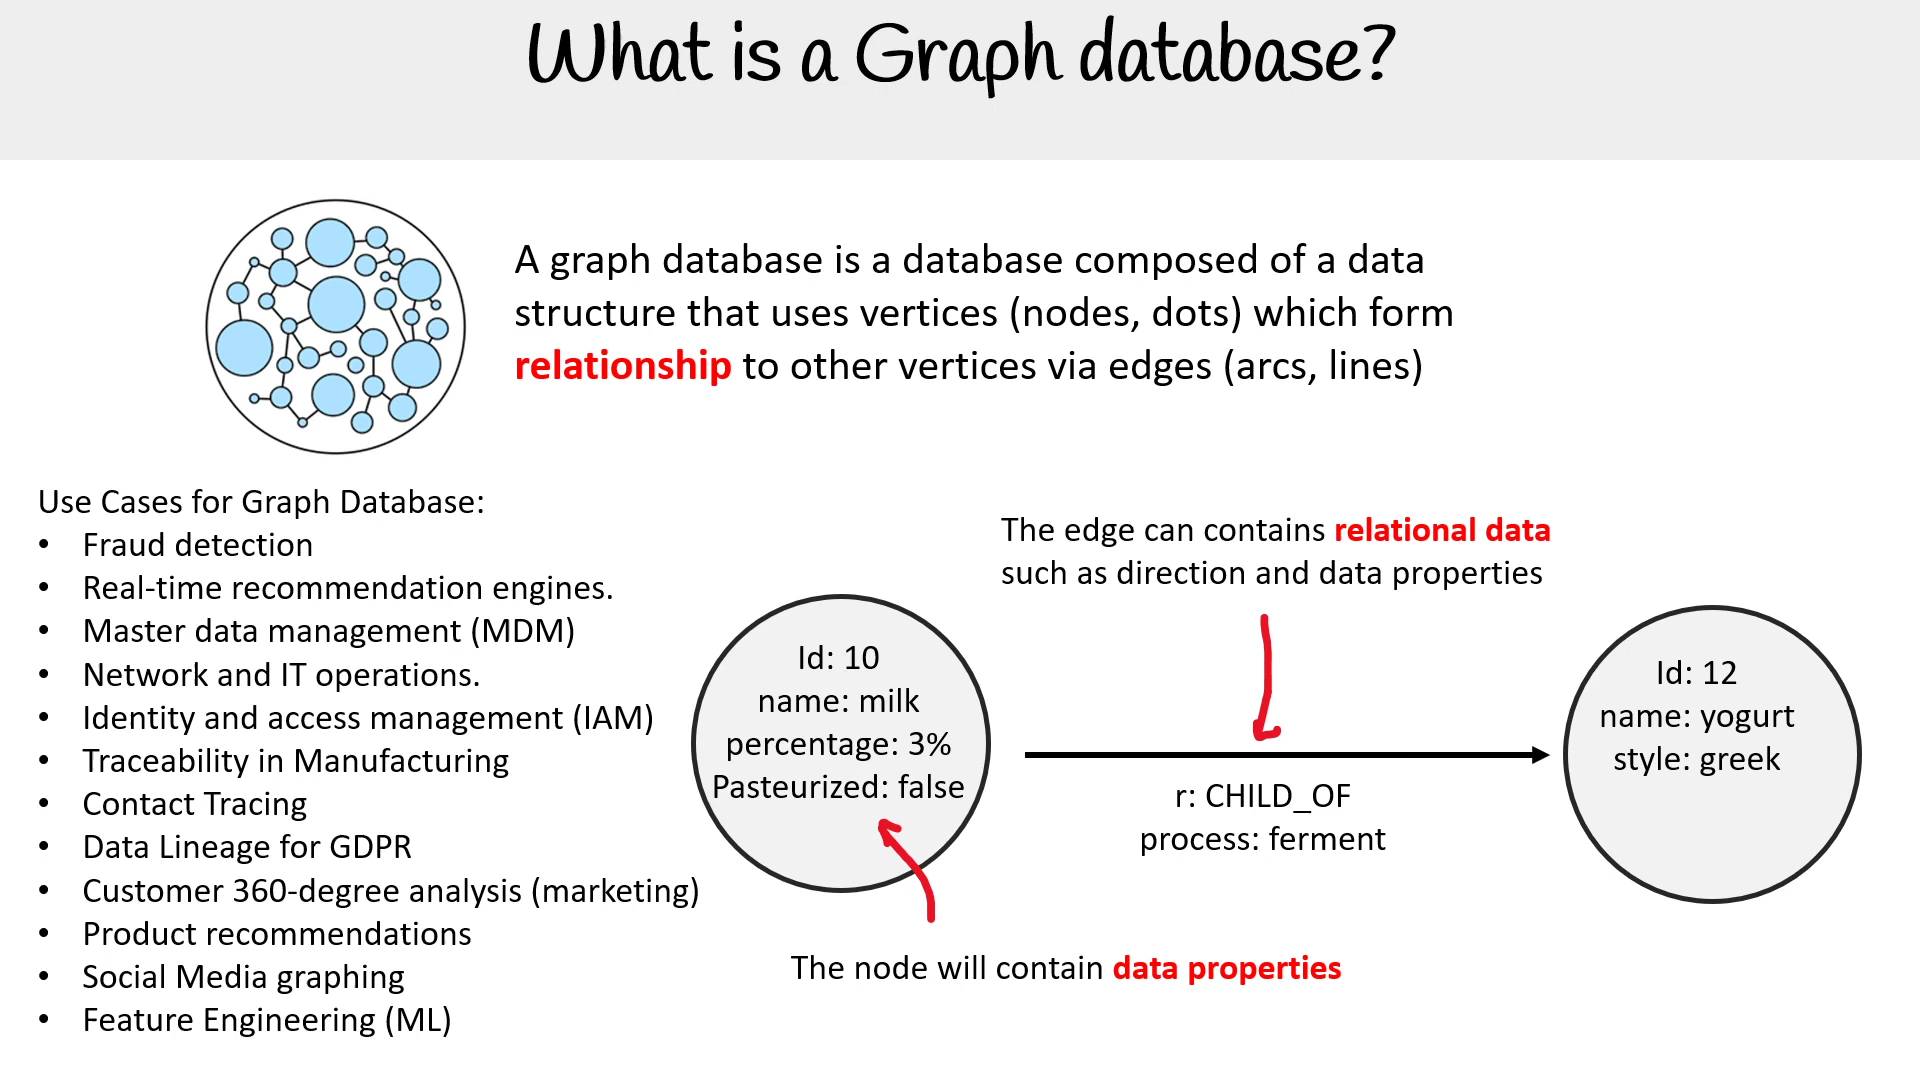 What is a Graph database?
A graph database is a database composed of a data
structure that uses vertices (nodes, dots) which form
relationship to other vertices via edges (arcs, lines)
Use Cases for Graph Database:
• Fraud detection
• Real-time recommendation engines.
• Master data management (MDM)
• Network and IT operations.
• Identity and access management (IAM)
• Traceability in Manufacturing
• Contact Tracing
• Data Lineage for GDPR
• Customer 360-degree analysis (marketing)
• Product recommendations
• Social Media graphing
• Feature Engineering (ML)
The edge can contains relational data
such as direction and data properties
Id: 10
name: milk
percentage: 3%
Pasteurized: false
r: CHILD_OF
process: ferment
Id: 12
name: yogurt
style: greek
The node will contain data properties